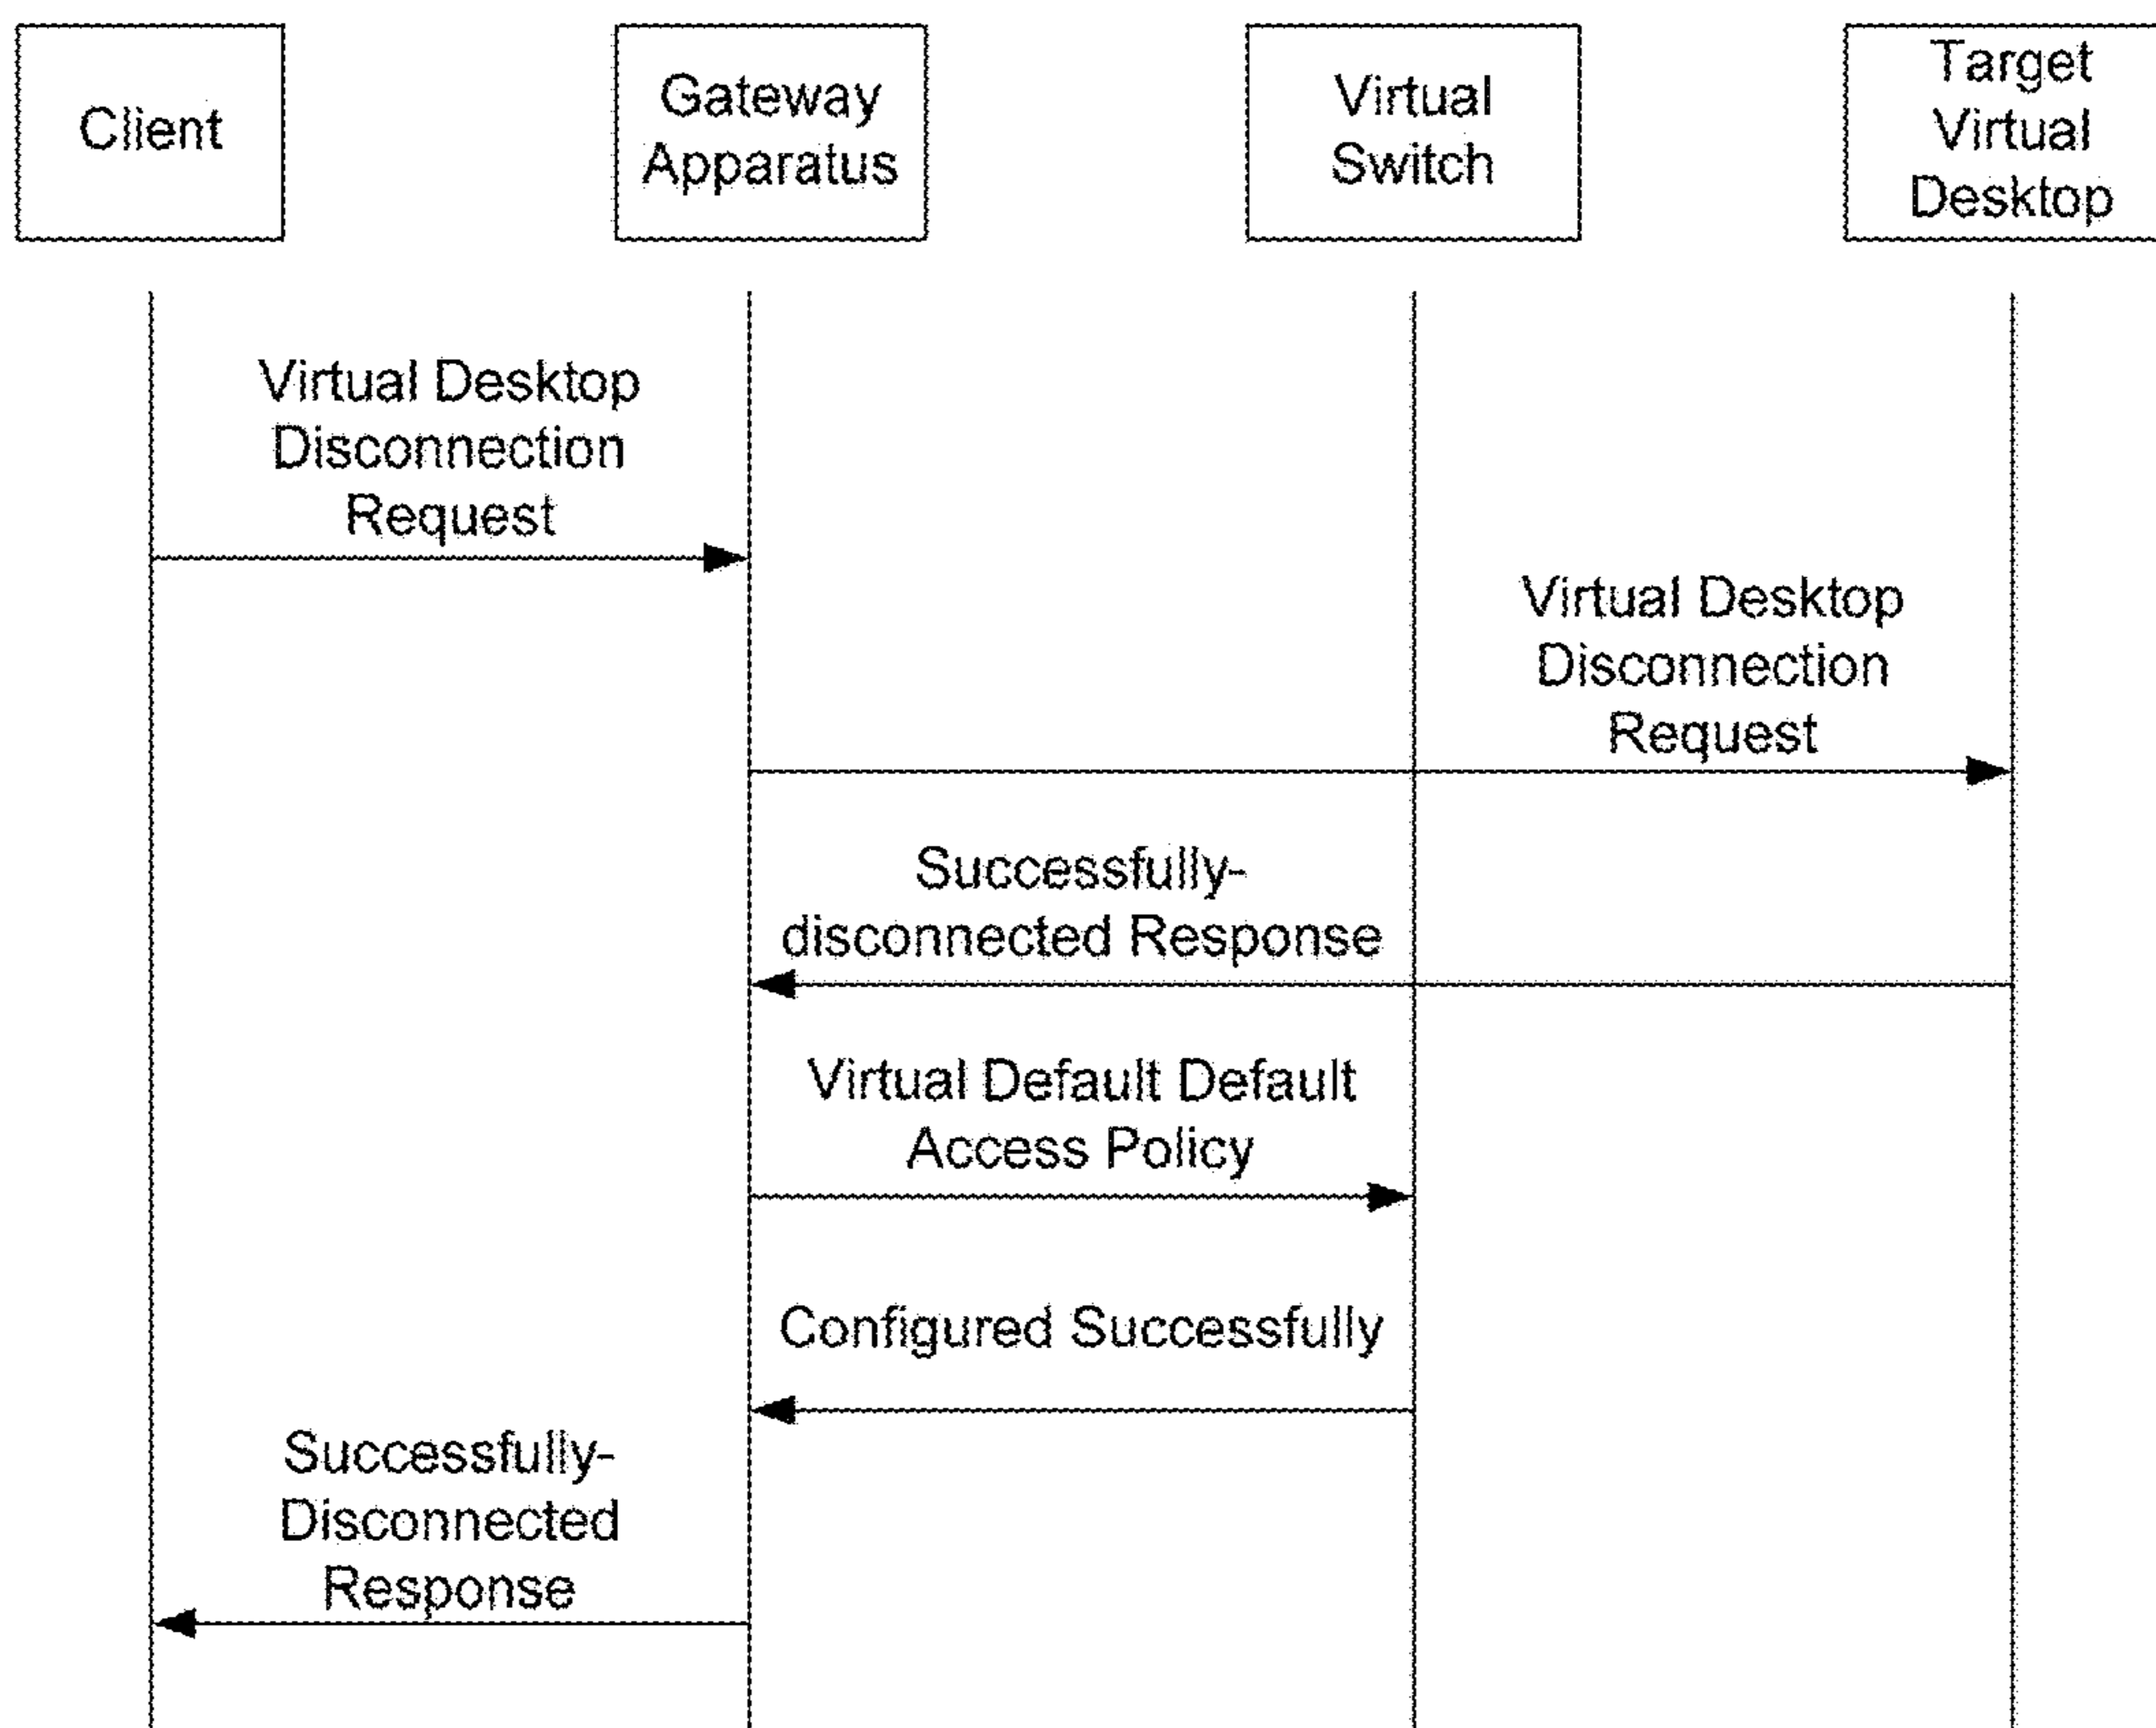 Client
Gateway
Apparatus
Virtual
Switch
Target
Virtual
Desktop
Virtual Desktop
Disconnection
Request
Virtual Desktop
Disconnection
Request
Successfully-
disconnected Response
Virtual Default Default
Access Policy
Configured Successfully
Successfully-
Disconnected
Response